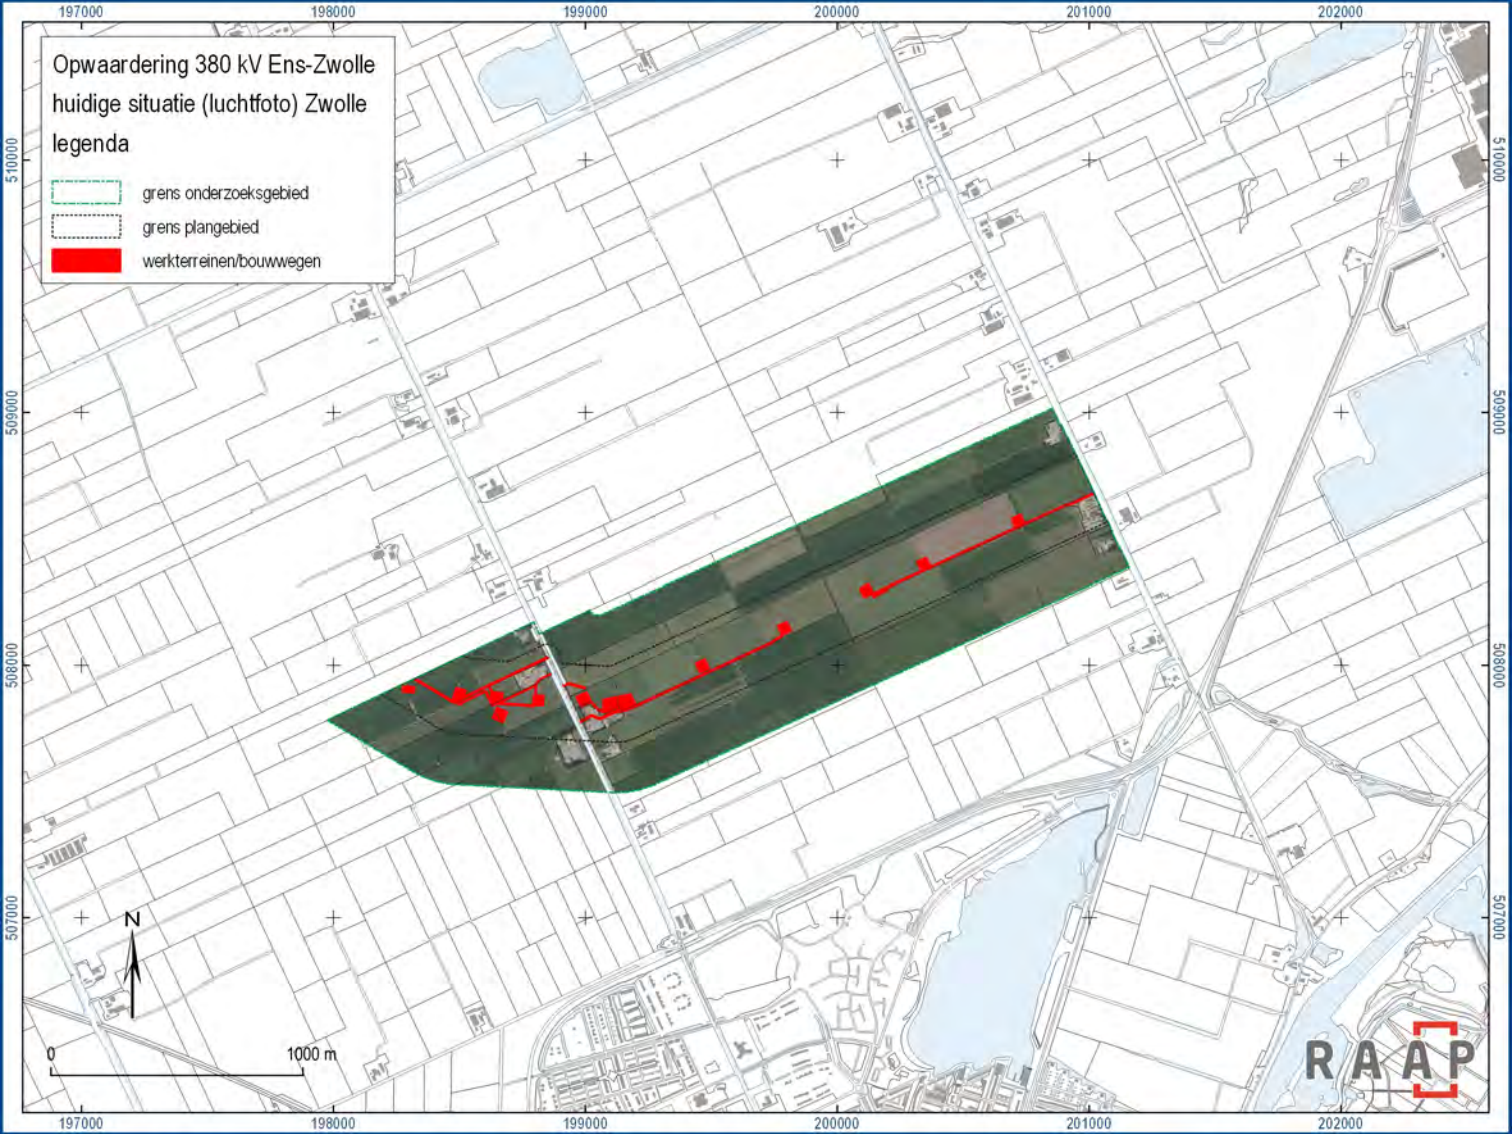 197000 198000 199000 200000 201000 202000
Opwaardering 380 kV Ens-Zwolle
huidige situatie (luchtfoto) Zwolle
legenda
grens onderzoeksgebied
grens plangebied
werkterreinen/bouwwegen
510000 510000
509000 509000
508000 508000
507000 507000
N
0 1000 m
RAAP
197000 198000 199000 200000 201000 202000